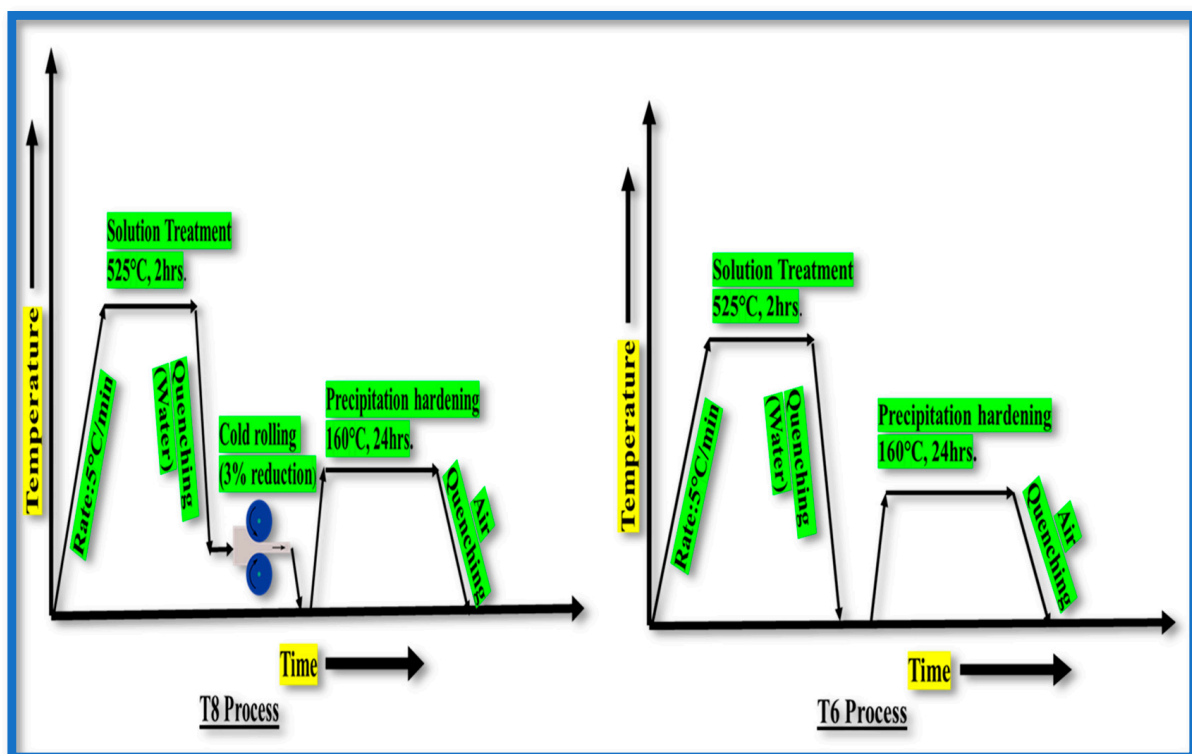 Temperature
Solution Treatment
525°C, 2hrs.
Rate:5°C/min
Quenching
(Water)
Cold rolling
(3% reduction)
Precipitation hardening
160°C, 24hrs.
Air
Quenching
Time
T8 Process
Temperature
Solution Treatment
525°C, 2hrs.
Rate:5°C/min
Quenching
(Water)
Precipitation hardening
160°C, 24hrs.
Air
Quenching
Time
T6 Process